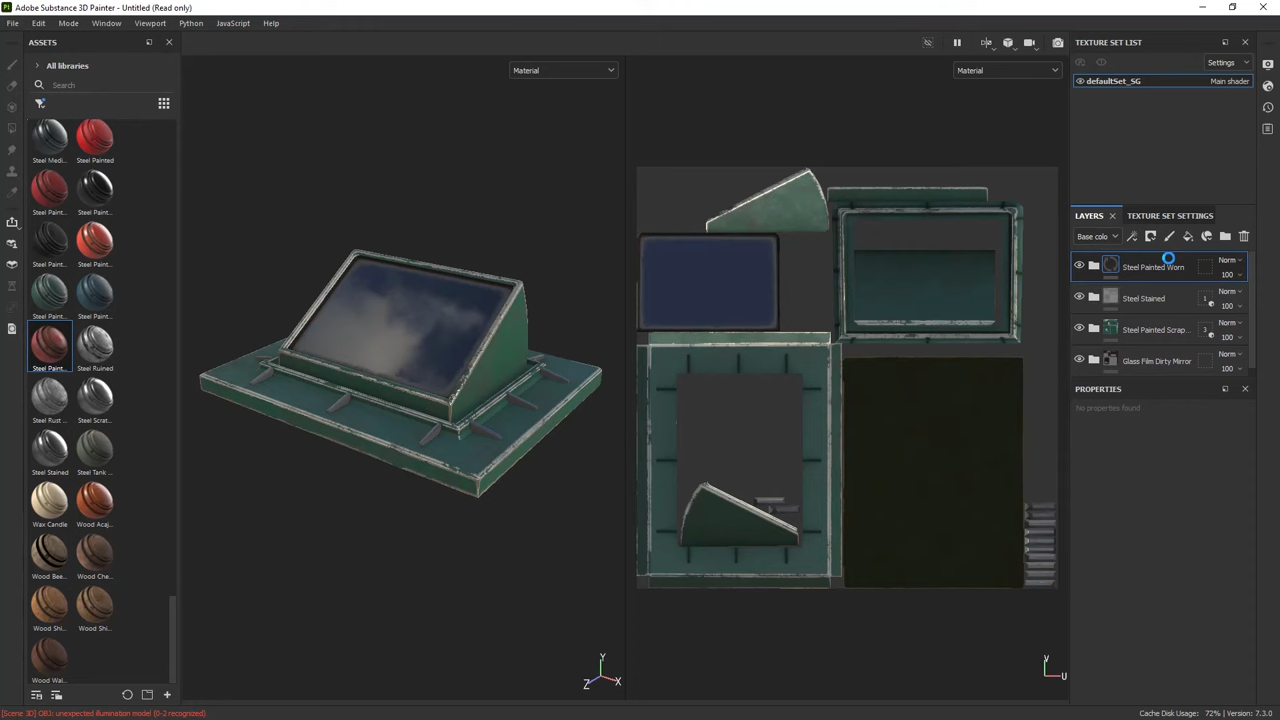 Adobe Substance 3D Painter - Untitled (Read only)
File Edit Mode Window Viewport Python JavaScript Help
ASSETS
All libraries
Search
Steel Medi... Steel Painted
Steel Paint... Steel Paint...
Steel Paint... Steel Paint...
Steel Paint... Steel Paint...
Steel Paint... Steel Ruined
Steel Rust ... Steel Scrat...
Steel Stained Steel Tank ...
Wax Candle Wood Acaj...
Wood Bee... Wood Che...
Wood Shi... Wood Shi...
Wood Wal...
Material
Material
Y
Z X
V
U
TEXTURE SET LIST
Settings
defaultSet_SG Main shader
LAYERS TEXTURE SET SETTINGS
Base colo
Steel Painted Worn Norm
100
Steel Stained 1 Norm
100
Steel Painted Scrap... 3 Norm
100
Glass Film Dirty Mirror Norm
100
PROPERTIES
No properties found
[Scene 3D] OBJ: unexpected illumination model (0-2 recognized)
Cache Disk Usage: 72% | Version: 7.3.0